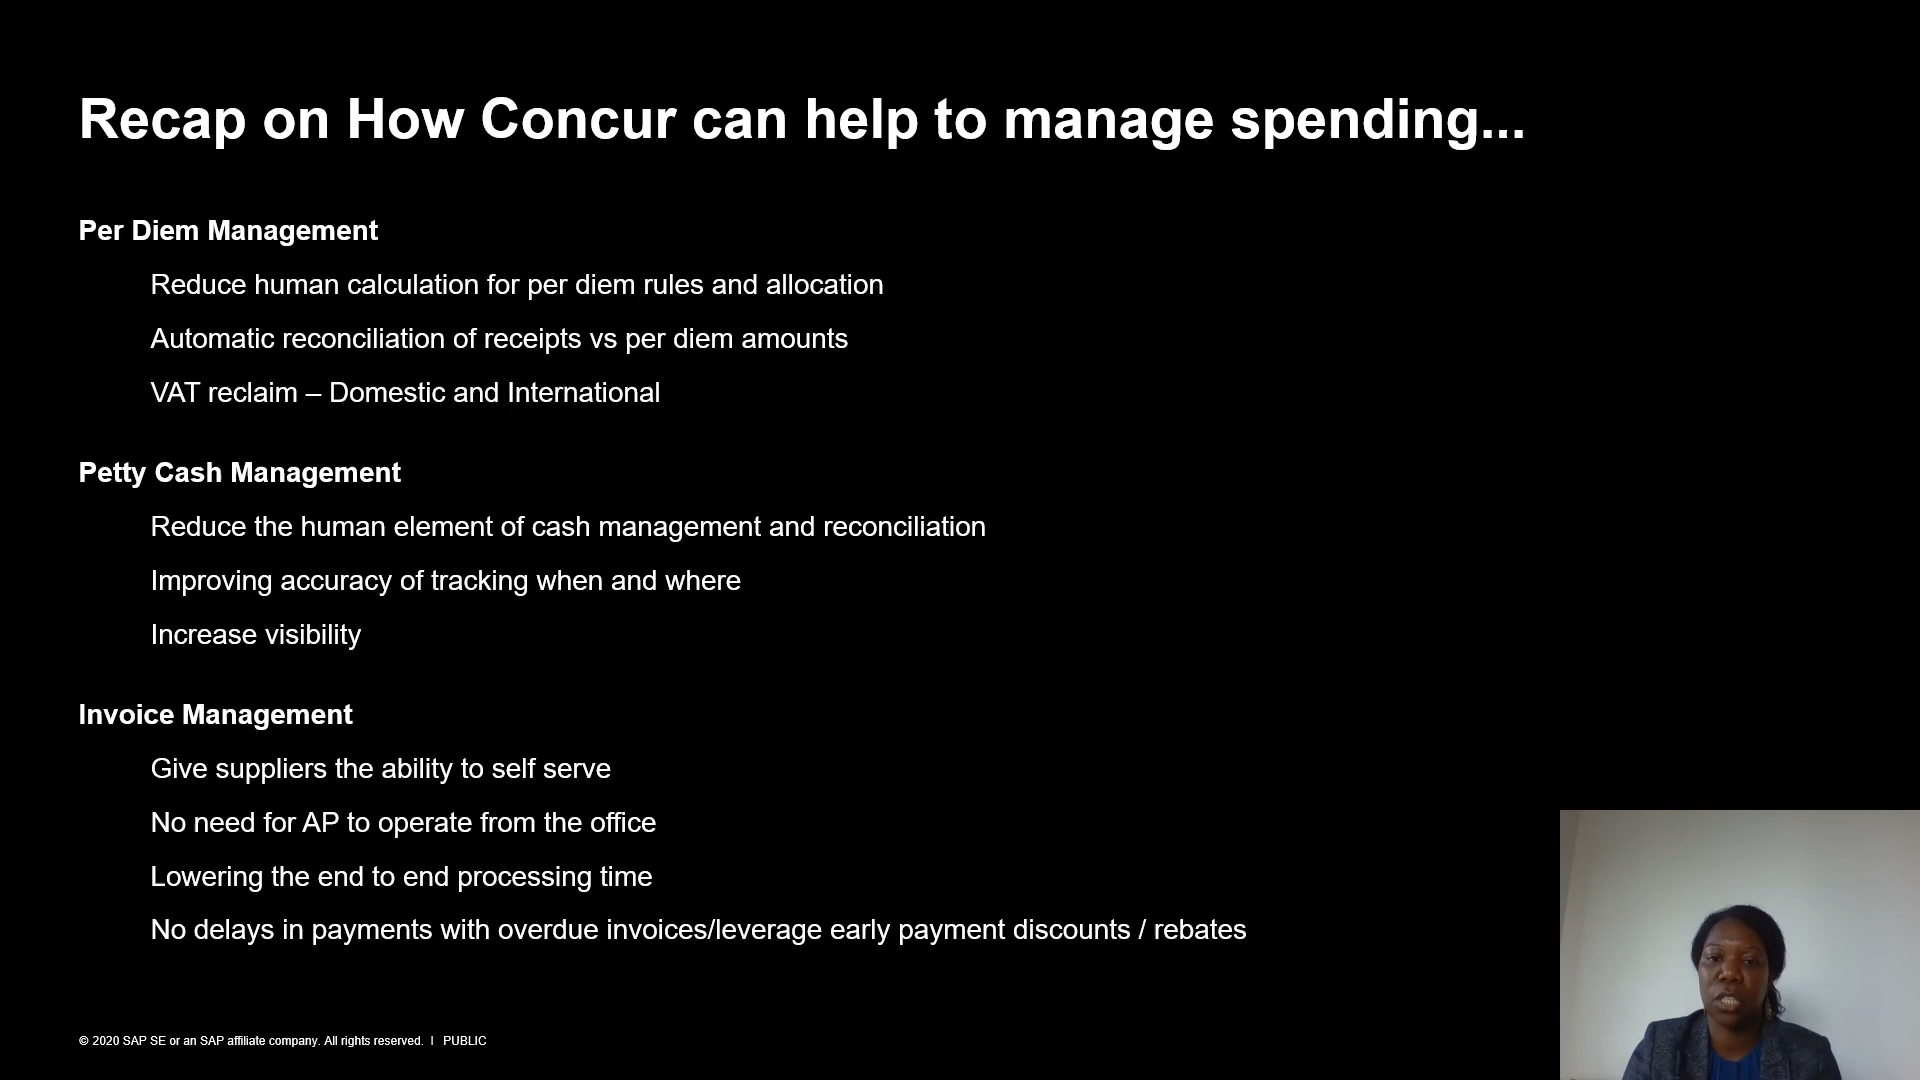 Recap on How Concur can help to manage spending...
Per Diem Management
Reduce human calculation for per diem rules and allocation
Automatic reconciliation of receipts vs per diem amounts
VAT reclaim – Domestic and International
Petty Cash Management
Reduce the human element of cash management and reconciliation
Improving accuracy of tracking when and where
Increase visibility
Invoice Management
Give suppliers the ability to self serve
No need for AP to operate from the office
Lowering the end to end processing time
No delays in payments with overdue invoices/leverage early payment discounts / rebates
© 2020 SAP SE or an SAP affiliate company. All rights reserved. I PUBLIC